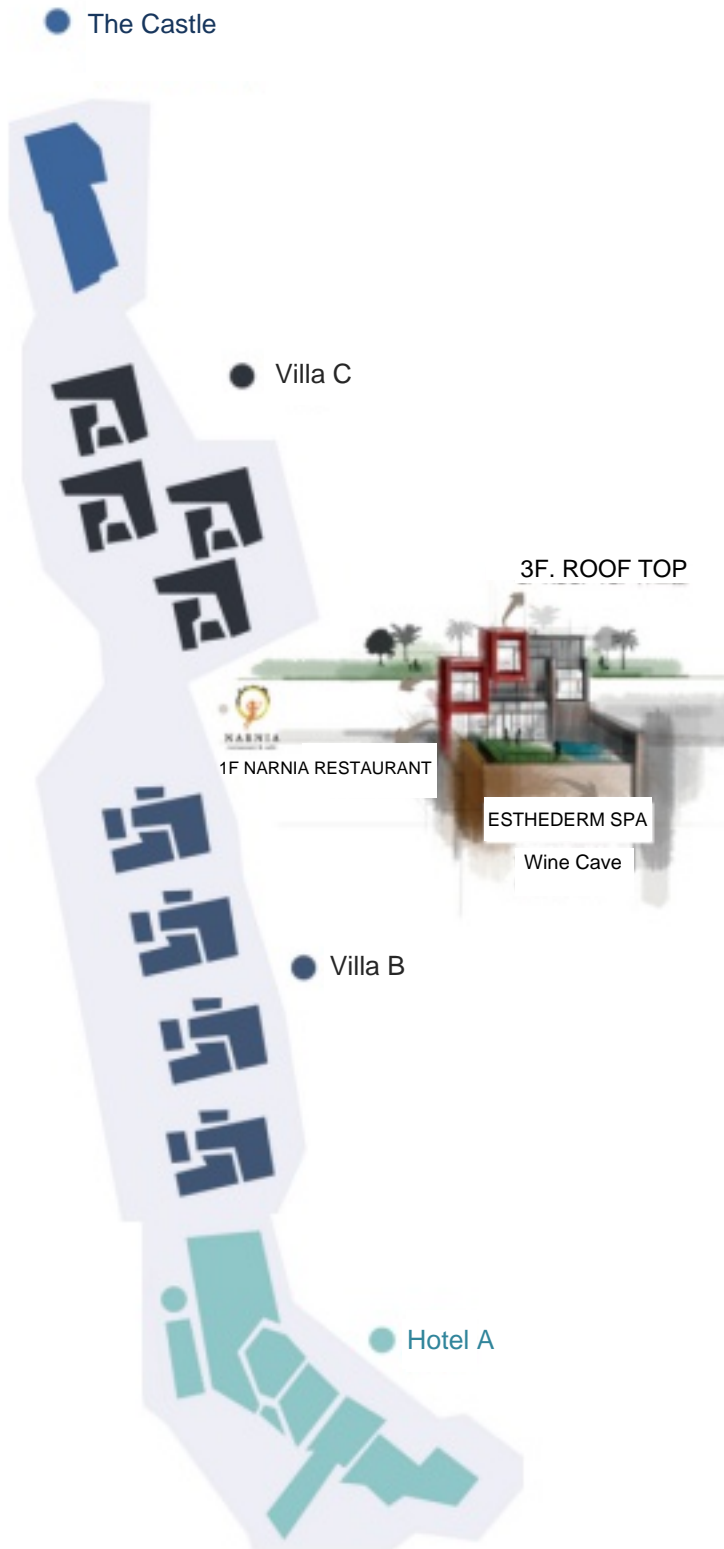 The Castle
Villa C
3F. ROOF TOP
NARNIA
1F NARNIA RESTAURANT
ESTHEDERM SPA
Wine Cave
Villa B
Hotel A